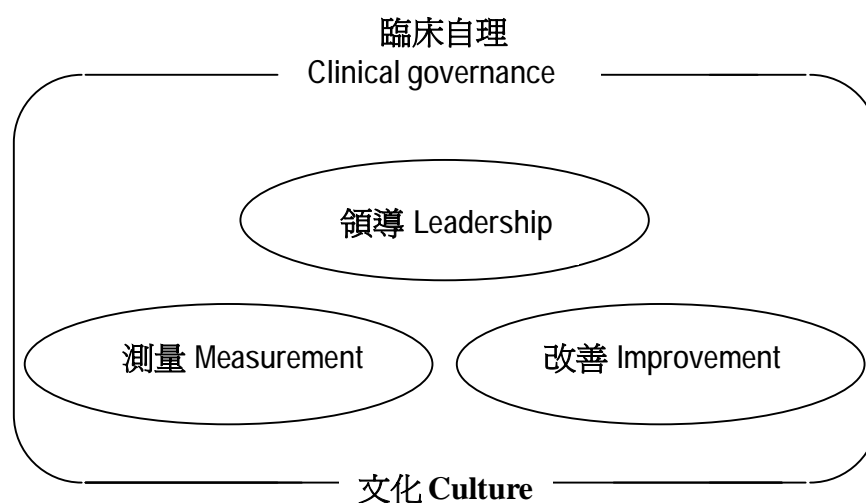 臨床自理
Clinical governance
領導 Leadership
測量 Measurement
改善 Improvement
文化 Culture